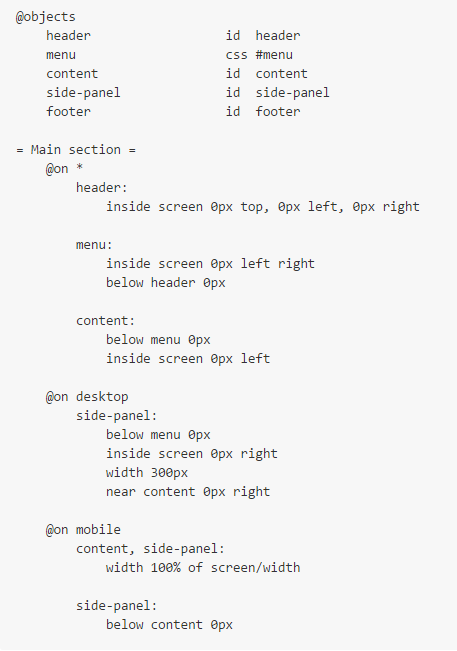 @objects
    header                  id  header
    menu                    css #menu
    content                 id  content
    side-panel              id  side-panel
    footer                  id  footer

= Main section =
    @on *
        header:
            inside screen 0px top, 0px left, 0px right

        menu:
            inside screen 0px left right
            below header 0px

        content:
            below menu 0px
            inside screen 0px left

    @on desktop
        side-panel:
            below menu 0px
            inside screen 0px right
            width 300px
            near content 0px right

    @on mobile
        content, side-panel:
            width 100% of screen/width

        side-panel:
            below content 0px